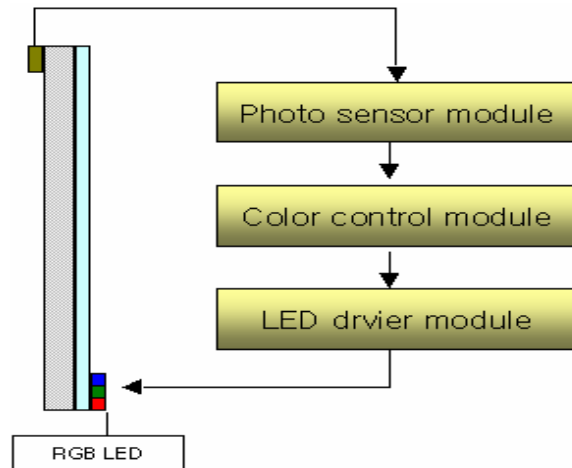 Photo sensor module
Color control module
LED drvier module
RGB LED